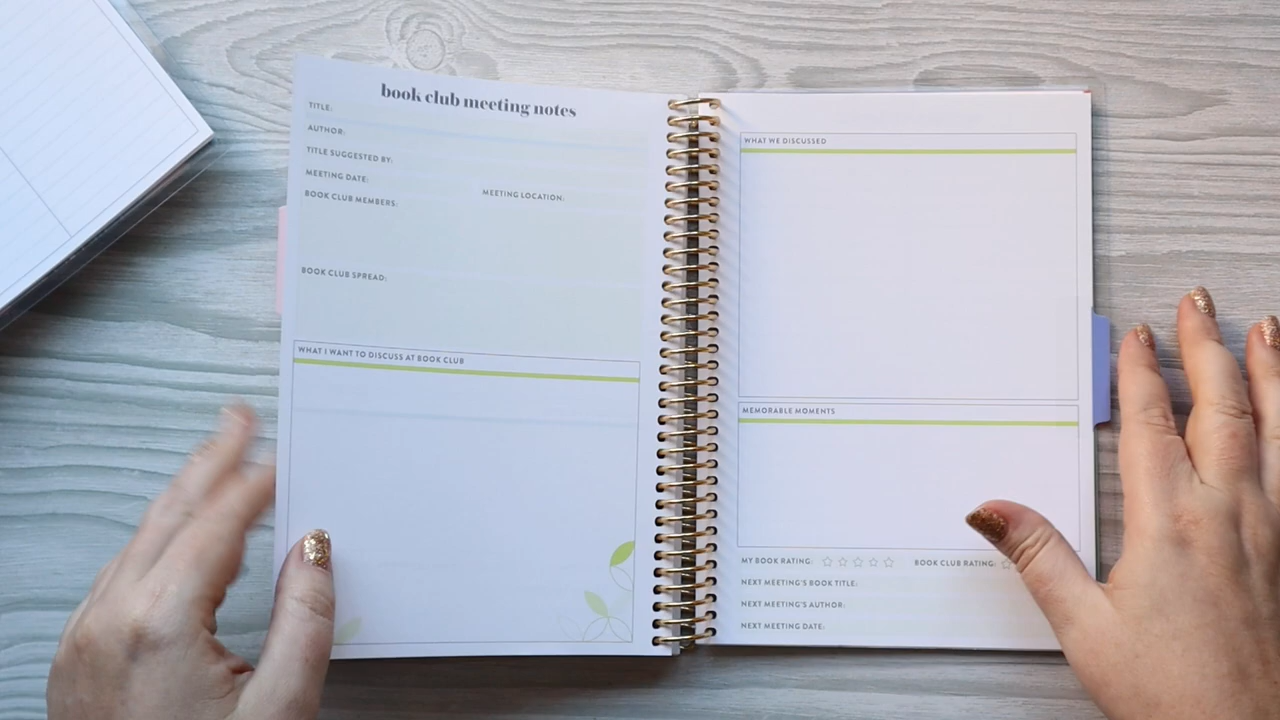 book club meeting notes
TITLE:
AUTHOR:
TITLE SUGGESTED BY:
MEETING DATE:
MEETING LOCATION:
BOOK CLUB MEMBERS:
BOOK CLUB SPREAD:
WHAT I WANT TO DISCUSS AT BOOK CLUB
WHAT WE DISCUSSED
MEMORABLE MOMENTS
MY BOOK RATING: BOOK CLUB RATING:
NEXT MEETING'S BOOK TITLE:
NEXT MEETING'S AUTHOR:
NEXT MEETING DATE: